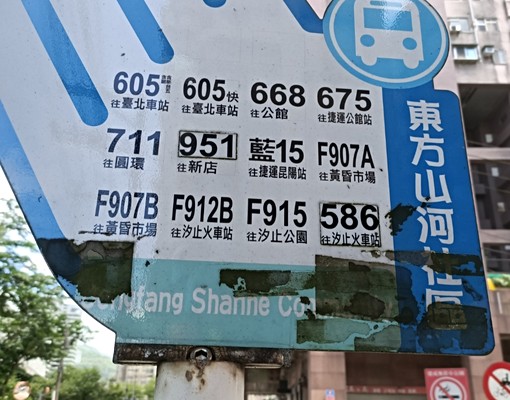 605
605快
668
675
往臺北車站
往臺北車站
往公館
往捷運公館站
711
951
藍15
F907A
往圓環
往新店
往捷運昆陽站
往黃昏市場
F907B
F912B
F915
586
往黃昏市場
往汐止火車站
往汐止公園
往汐止火車站
東方山河社區
Shanhe Co